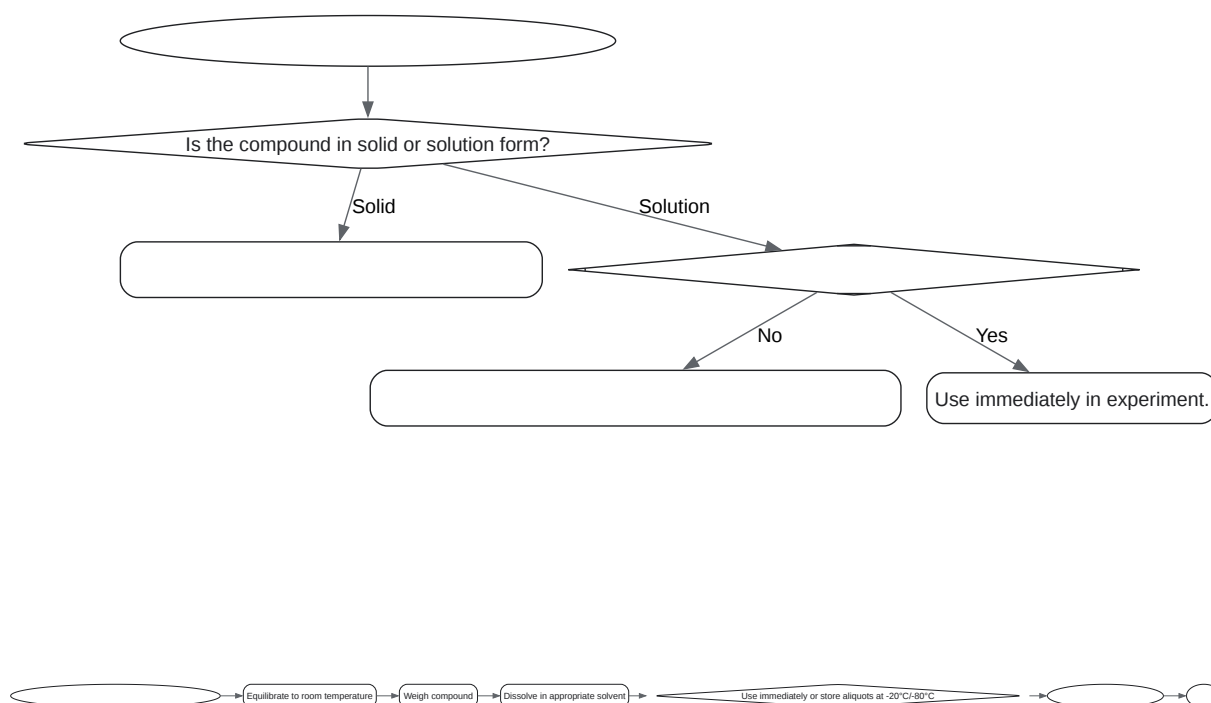 Is the compound in solid or solution form?
Solid
Solution
No
Yes
Use immediately in experiment.
Equilibrate to room temperature
Weigh compound
Dissolve in appropriate solvent
Use immediately or store aliquots at -20°C/-80°C